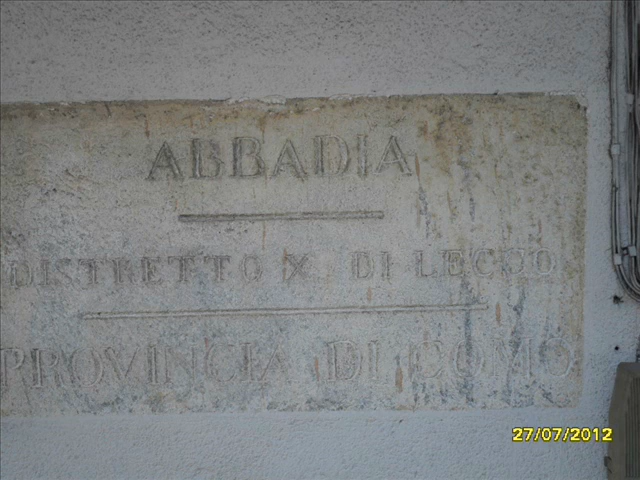 ABBADIA
DISTRETTO X DI LECCO
PROVINCIA DI COMO
27/07/2012